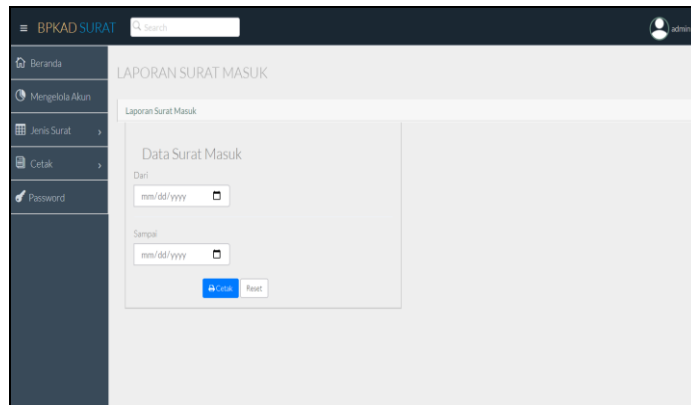 BPKAD SURAT
Search
admin
Beranda
Mengelola Akun
Jenis Surat
Cetak
Password
LAPORAN SURAT MASUK
Laporan Surat Masuk
Data Surat Masuk
Dari
mm/dd/yyyy
Sampai
mm/dd/yyyy
Cetak Reset